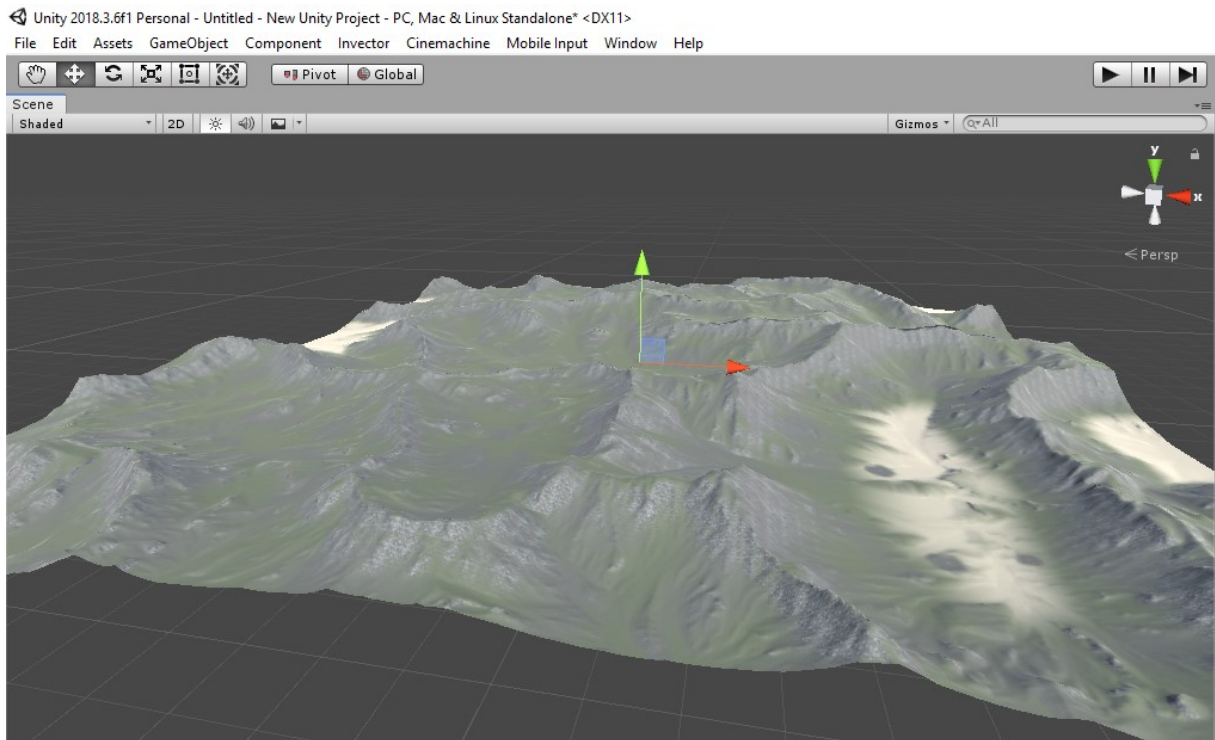 Unity 2018.3.6f1 Personal - Untitled - New Unity Project - PC, Mac & Linux Standalone* <DX11>
File Edit Assets GameObject Component Invector Cinemachine Mobile Input Window Help
Pivot Global
Scene
Shaded 2D Gizmos All
y
x
Persp